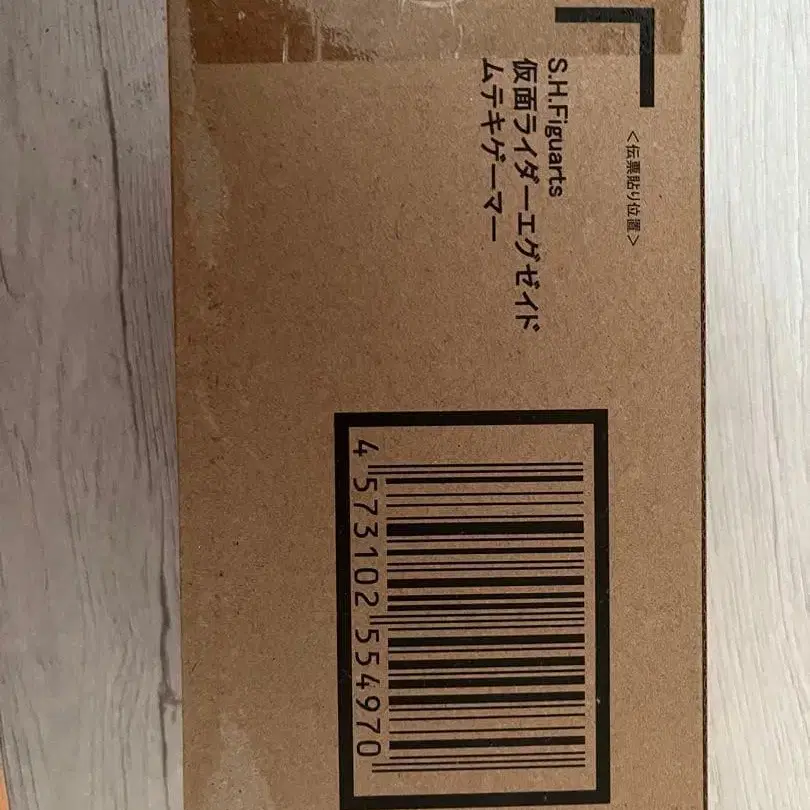 <伝票貼り位置>
S.H.Figuarts
仮面ライダーエグゼイド
ムテキゲーマー
4 573102 554970